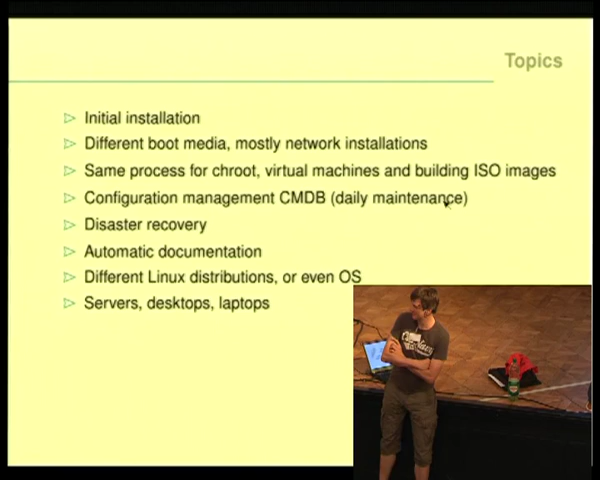 Topics
Initial installation
Different boot media, mostly network installations
Same process for chroot, virtual machines and building ISO images
Configuration management CMDB (daily maintenance)
Disaster recovery
Automatic documentation
Different Linux distributions, or even OS
Servers, desktops, laptops